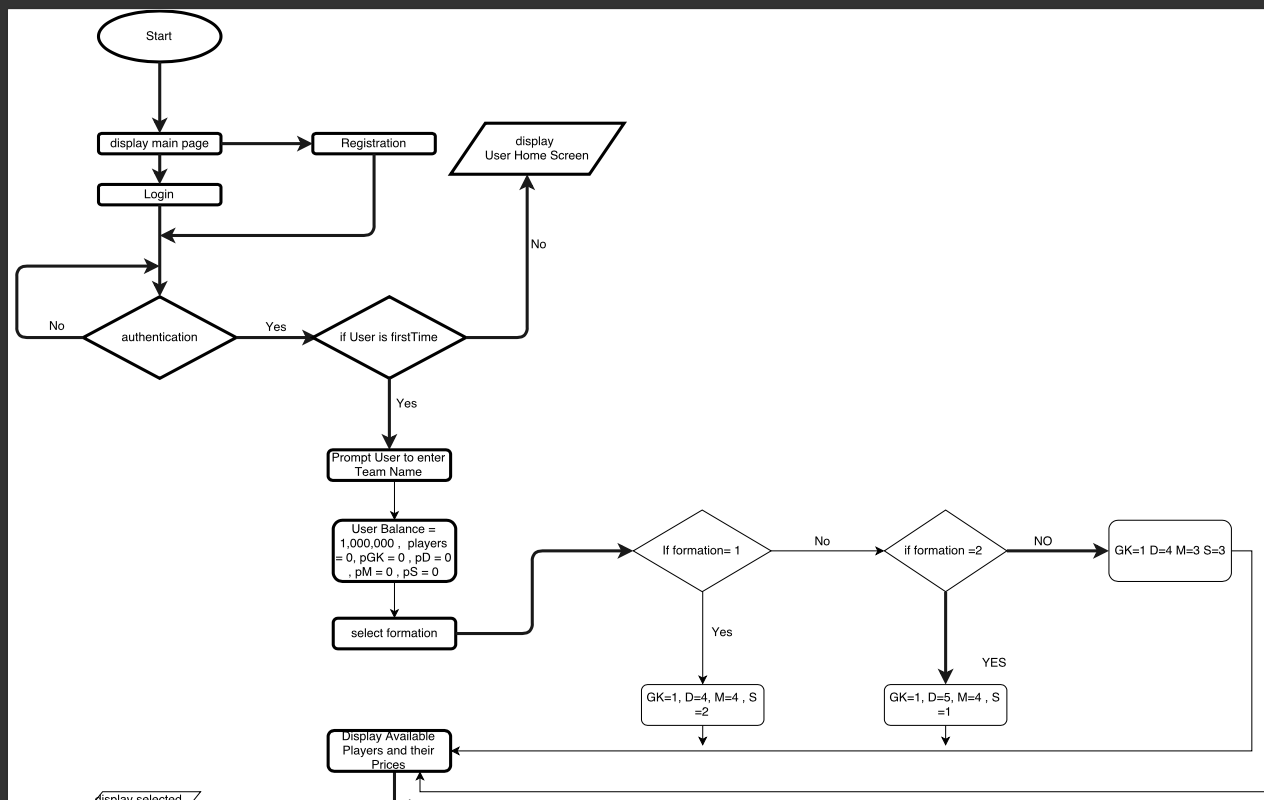 Start
display main page
Registration
display
User Home Screen
Login
No
No
authentication
Yes
if User is firstTime
Yes
Prompt User to enter
Team Name
User Balance =
1,000,000 , players
= 0, pGK = 0 , pD = 0
, pM = 0 , pS = 0
select formation
If formation= 1
No
if formation =2
NO
GK=1 D=4 M=3 S=3
Yes
YES
GK=1, D=4, M=4 , S
=2
GK=1, D=5, M=4 , S
=1
Display Available
Players and their
Prices
display selected